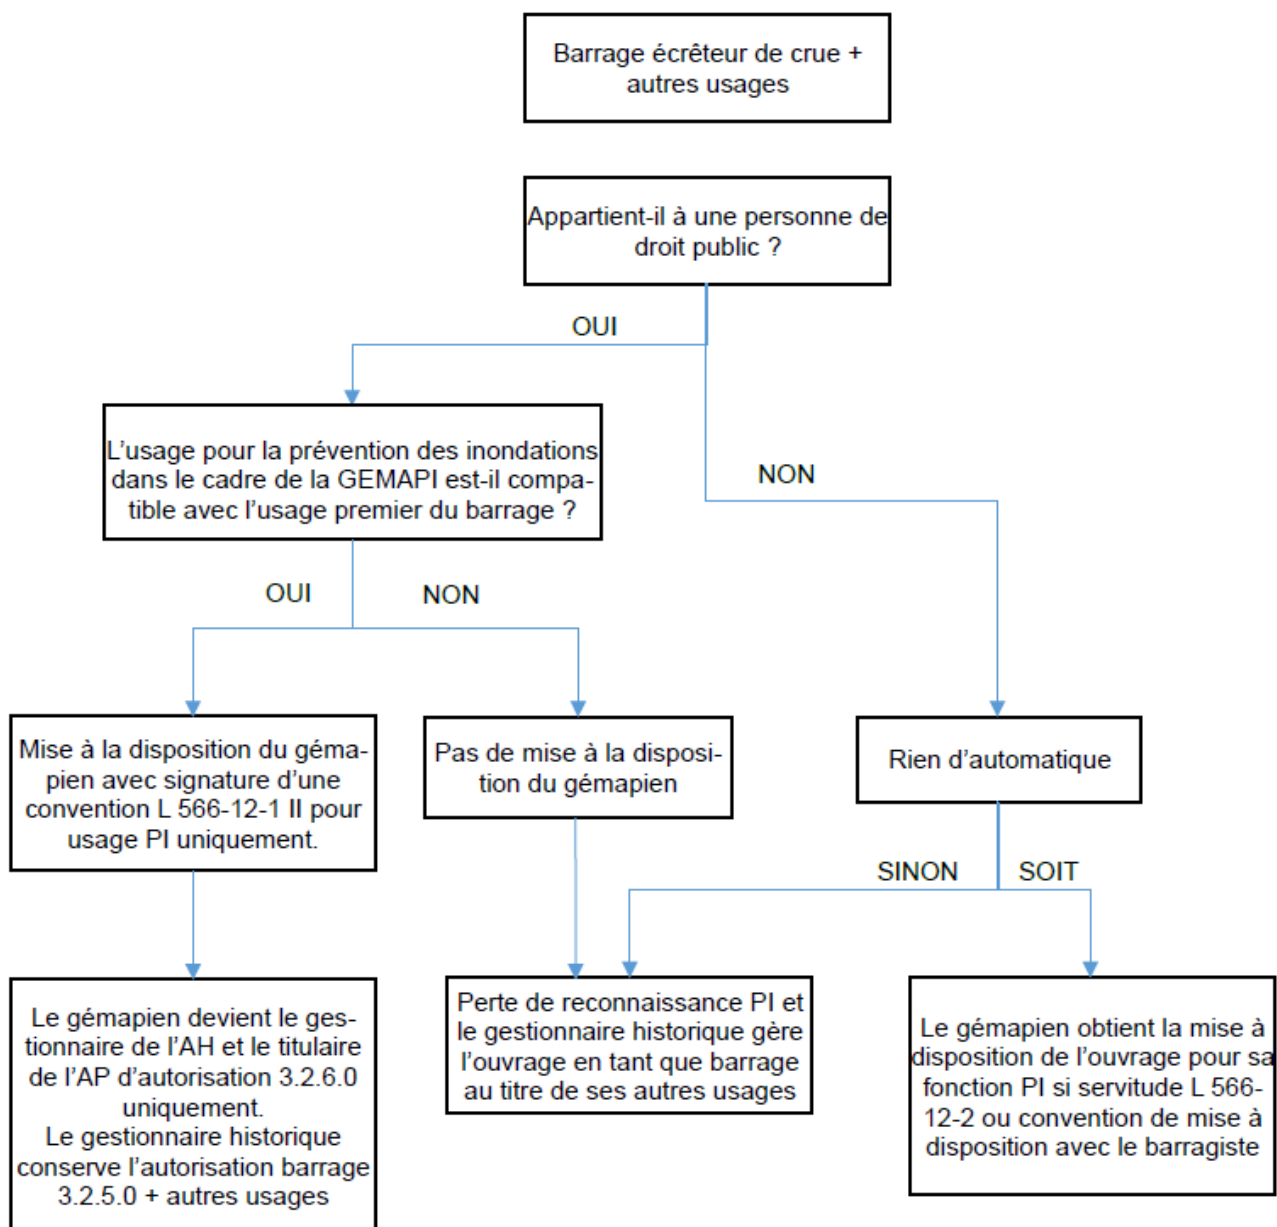 Barrage écrêteur de crue +
autres usages
Appartient-il à une personne de
droit public ?
OUI
L'usage pour la prévention des inondations
dans le cadre de la GEMAPI est-il compa-
tible avec l'usage premier du barrage ?
NON
OUI
NON
Mise à la disposition du géma-
pien avec signature d'une
convention L 566-12-1 II pour
usage PI uniquement.
Pas de mise à la disposi-
tion du gémapien
Rien d'automatique
SINON
SOIT
Le gémapien devient le ges-
tionnaire de l'AH et le titulaire
de l'AP d'autorisation 3.2.6.0
uniquement.
Le gestionnaire historique
conserve l'autorisation barrage
3.2.5.0 + autres usages
Perte de reconnaissance PI et
le gestionnaire historique gère
l'ouvrage en tant que barrage
au titre de ses autres usages
Le gémapien obtient la mise à
disposition de l'ouvrage pour sa
fonction PI si servitude L 566-
12-2 ou convention de mise à
disposition avec le barragiste